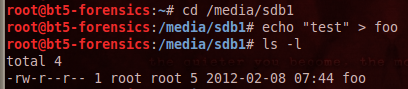 root@bt5-forensics:~# cd /media/sdb1
root@bt5-forensics:/media/sdb1# echo "test" > foo
root@bt5-forensics:/media/sdb1# ls -l
total 4
-rw-r--r-- 1 root root 5 2012-02-08 07:44 foo